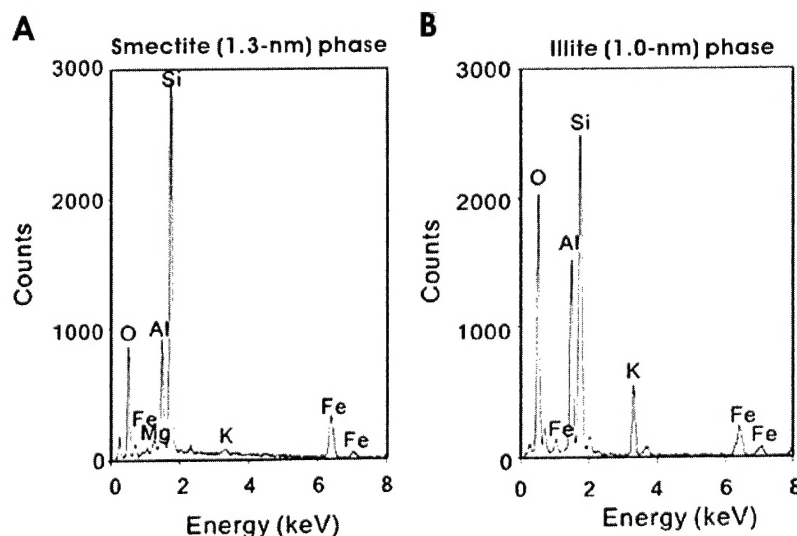 A
Smectite (1.3-nm) phase
3000
Si
2000
Counts
1000
O
Al
Fe
Mg
K
Fe
Fe
0
0 2 4 6 8
Energy (keV)
B
Illite (1.0-nm) phase
3000
Si
O
2000
Al
Counts
1000
K
Fe
Fe
Fe
0
0 2 4 6 8
Energy (keV)